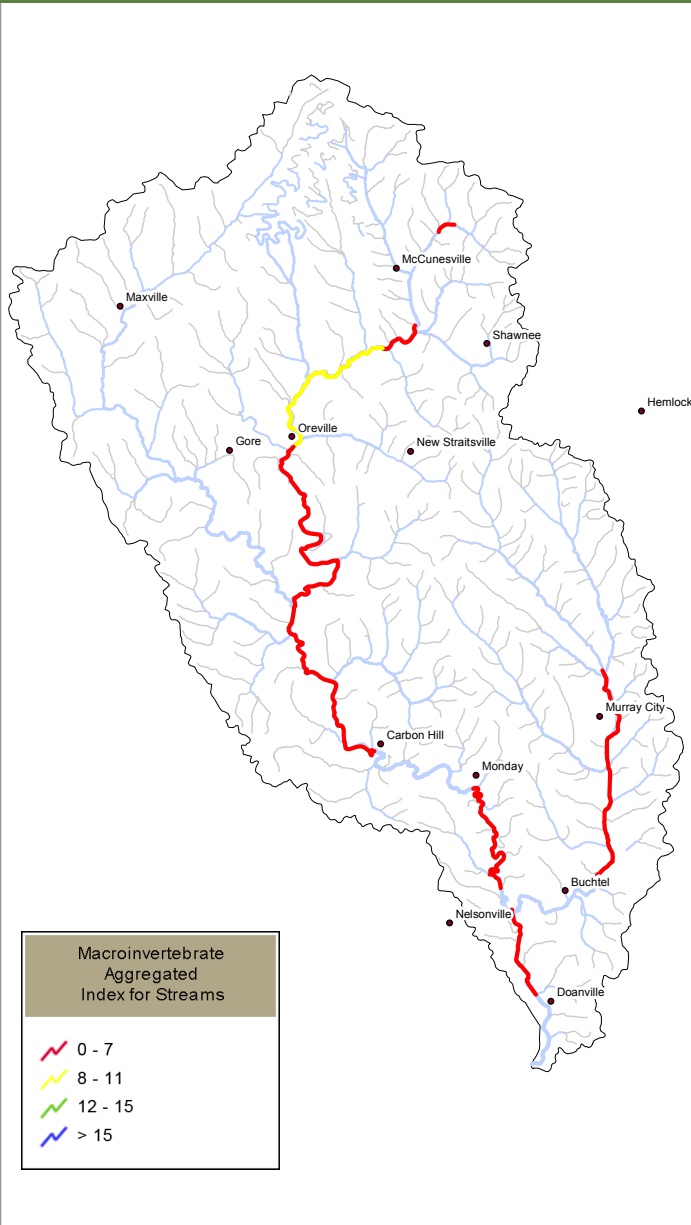 McCunesville
Maxville
Shawnee
Hemlock
Oreville
Gore
New Straitsville
Murray City
Carbon Hill
Monday
Buchtel
Nelsonville
Doanville
Macroinvertebrate
Aggregated
Index for Streams
0 - 7
8 - 11
12 - 15
> 15